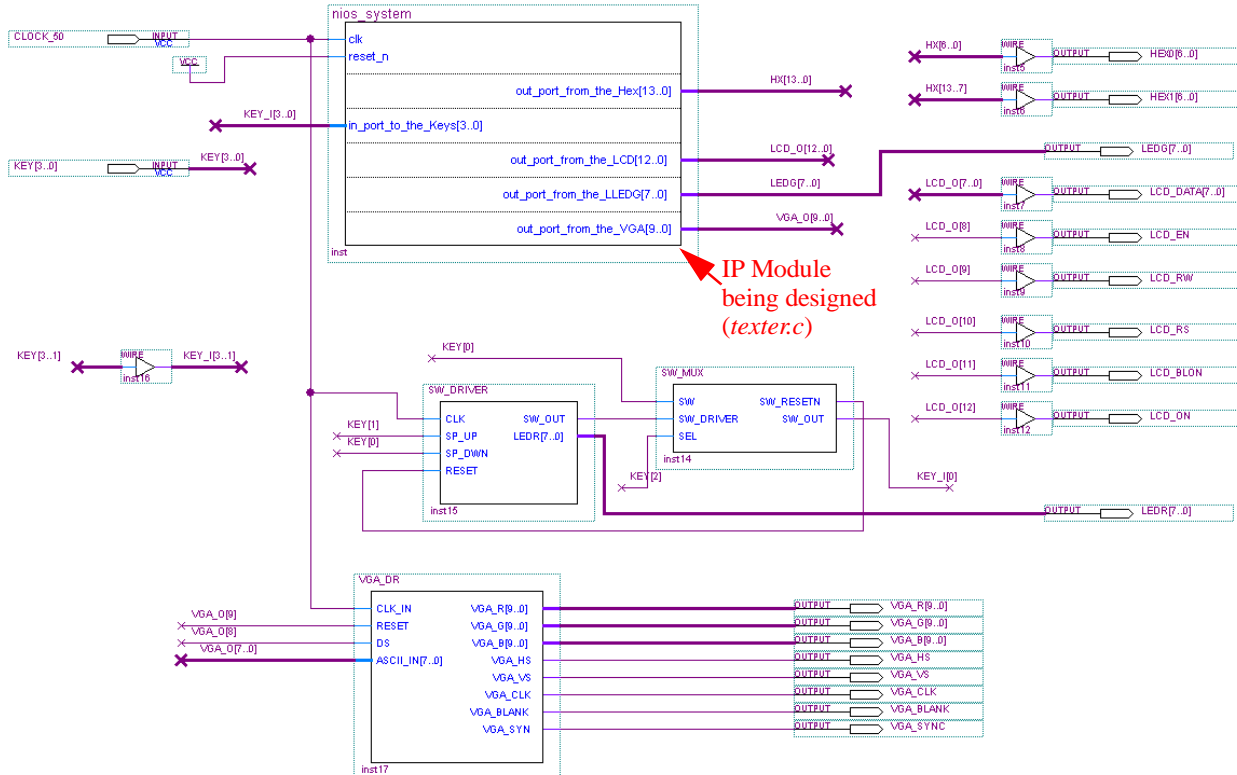 nios_system
CLOCK_50
INPUT
VCC
VCC
clk
reset_n
out_port_from_the_Hex[13..0]
HX[13..0]
KEY_I[3..0]
in_port_to_the_Keys[3..0]
KEY[3..0]
INPUT
VCC
KEY[3..0]
out_port_from_the_LCD[12..0]
LCD_O[12..0]
out_port_from_the_LLEDG[7..0]
LEDG[7..0]
out_port_from_the_VGA[9..0]
VGA_O[9..0]
inst
IP Module
being designed
(texter.c)
HX[6..0]
WIRE
inst5
OUTPUT
HEX0[6..0]
HX[13..7]
WIRE
inst6
OUTPUT
HEX1[6..0]
OUTPUT
LEDG[7..0]
LCD_O[7..0]
WIRE
inst7
OUTPUT
LCD_DATA[7..0]
LCD_O[8]
WIRE
inst8
OUTPUT
LCD_EN
LCD_O[9]
WIRE
inst9
OUTPUT
LCD_RW
LCD_O[10]
WIRE
inst10
OUTPUT
LCD_RS
LCD_O[11]
WIRE
inst11
OUTPUT
LCD_BLON
LCD_O[12]
WIRE
inst12
OUTPUT
LCD_ON
KEY[3..1]
WIRE
inst16
KEY_I[3..1]
KEY[0]
SW_DRIVER
CLK
SW_OUT
KEY[1]
SP_UP
LEDR[7..0]
KEY[0]
SP_DWN
RESET
inst15
SW_MUX
SW
SW_RESETN
SW_DRIVER
SW_OUT
SEL
inst14
KEY[2]
KEY_I[0]
OUTPUT
LEDR[7..0]
VGA_DR
CLK_IN
VGA_R[9..0]
VGA_O[9]
RESET
VGA_G[9..0]
VGA_O[8]
DS
VGA_B[9..0]
VGA_O[7..0]
ASCII_IN[7..0]
VGA_HS
VGA_VS
VGA_CLK
VGA_BLANK
VGA_SYN
inst17
OUTPUT
VGA_R[9..0]
OUTPUT
VGA_G[9..0]
OUTPUT
VGA_B[9..0]
OUTPUT
VGA_HS
OUTPUT
VGA_VS
OUTPUT
VGA_CLK
OUTPUT
VGA_BLANK
OUTPUT
VGA_SYNC